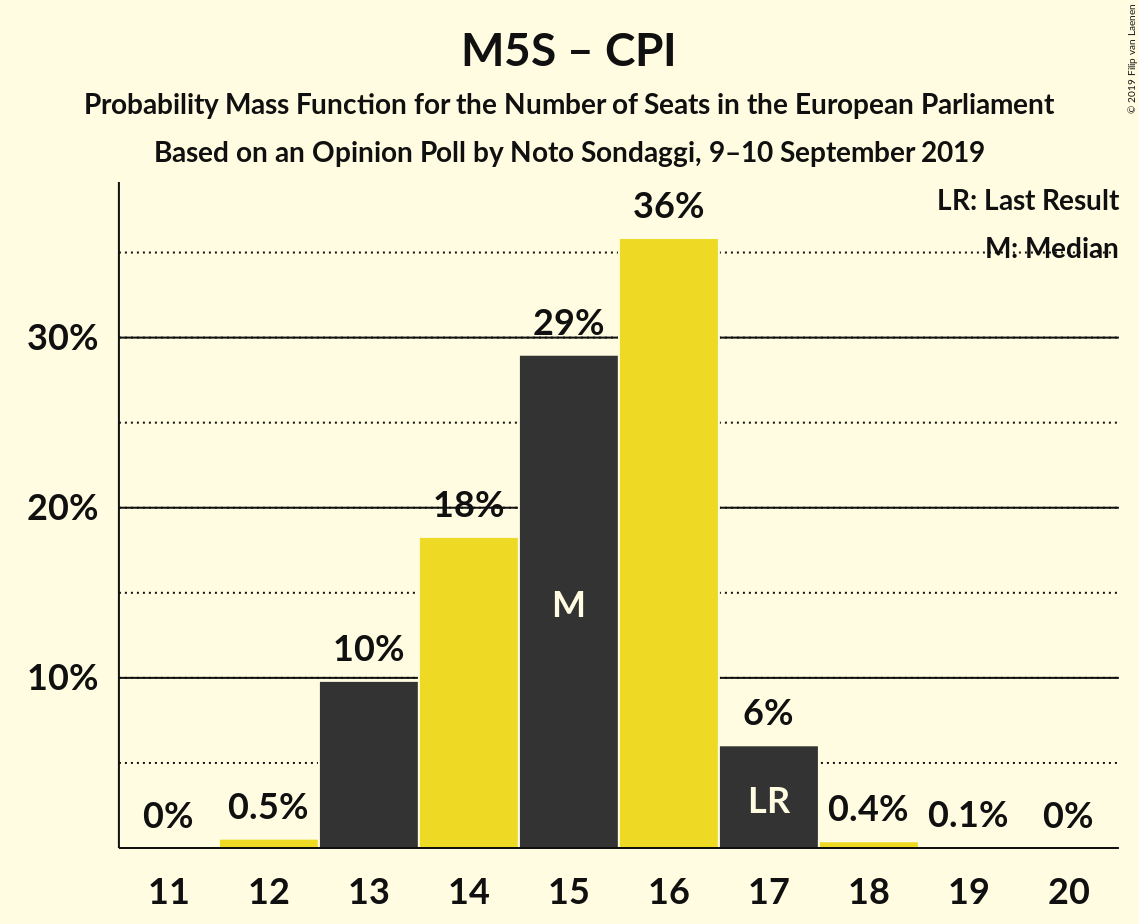 M5S – CPI
Probability Mass Function for the Number of Seats in the European Parliament
Based on an Opinion Poll by Noto Sondaggi, 9–10 September 2019
© 2019 Filip van Laenen
LR: Last Result
M: Median
36%
29%
30%
18%
20%
M
10%
10%
6%
LR
0%
0.5%
0.4%
0.1%
0%
11 12 13 14 15 16 17 18 19 20